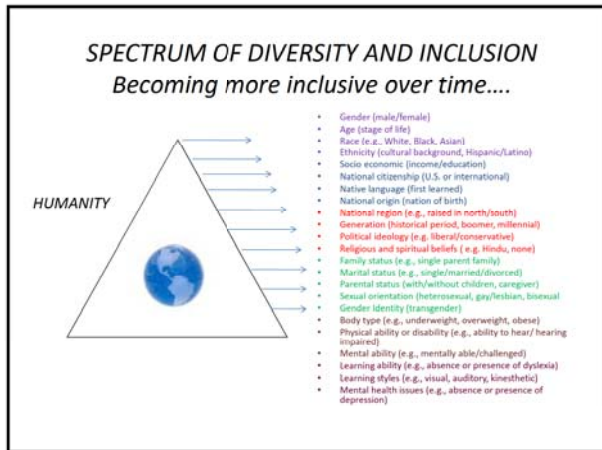 SPECTRUM OF DIVERSITY AND INCLUSION
Becoming more inclusive over time....
HUMANITY
• Gender (male/female)
• Age (stage of life)
• Race (e.g., White, Black, Asian)
• Ethnicity (cultural background, Hispanic/Latino)
• Socio economic (income/education)
• National citizenship (U.S. or international)
• Native language (first learned)
• National origin (nation of birth)
• National region (e.g., raised in north/south)
• Generation (historical period, boomer, millennial)
• Political ideology (e.g. liberal/conservative)
• Religious and spiritual beliefs ( e.g. Hindu, none)
• Family status (e.g., single parent family)
• Marital status (e.g., single/married/divorced)
• Parental status (with/without children, caregiver)
• Sexual orientation (heterosexual, gay/lesbian, bisexual
• Gender Identity (transgender)
• Body type (e.g., underweight, overweight, obese)
• Physical ability or disability (e.g., ability to hear/ hearing
impaired)
• Mental ability (e.g., mentally able/challenged)
• Learning ability (e.g., absence or presence of dyslexia)
• Learning styles (e.g., visual, auditory, kinesthetic)
• Mental health issues (e.g., absence or presence of
depression)